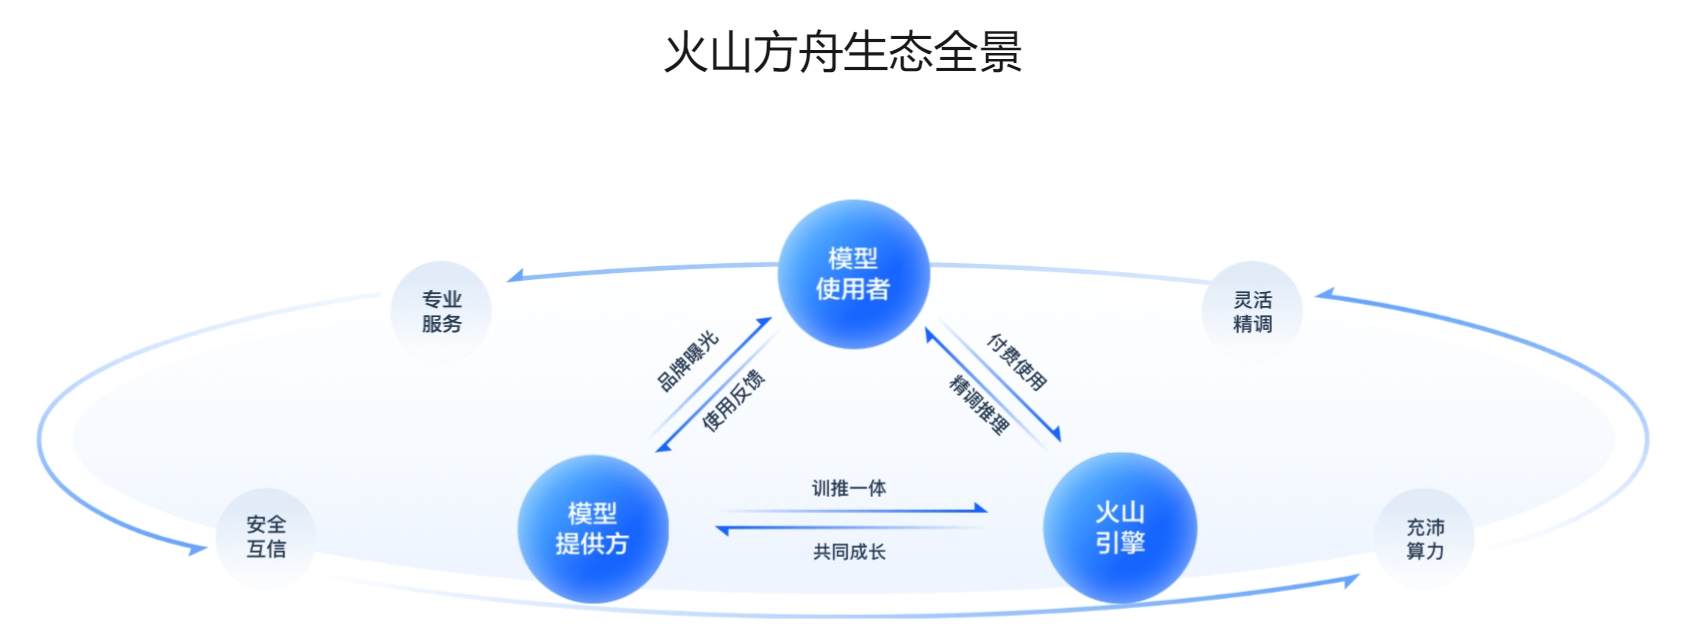 火山方舟生态全景
模型
使用者
专业
服务
灵活
精调
品牌曝光
使用反馈
付费使用
精调推理
训推一体
共同成长
模型
提供方
火山
引擎
安全
互信
充沛
算力